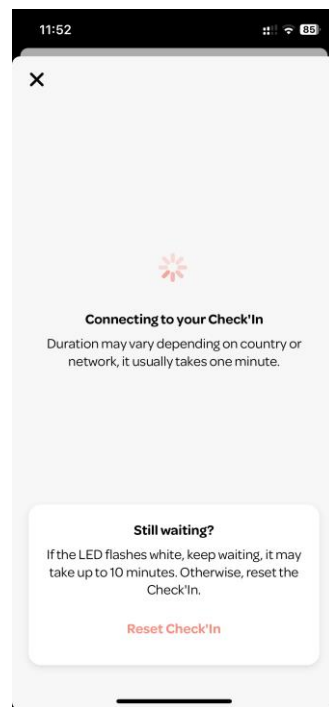 11:52
85
Connecting to your Check'In
Duration may vary depending on country or
network, it usually takes one minute.
Still waiting?
If the LED flashes white, keep waiting, it may
take up to 10 minutes. Otherwise, reset the
Check'In.
Reset Check'In